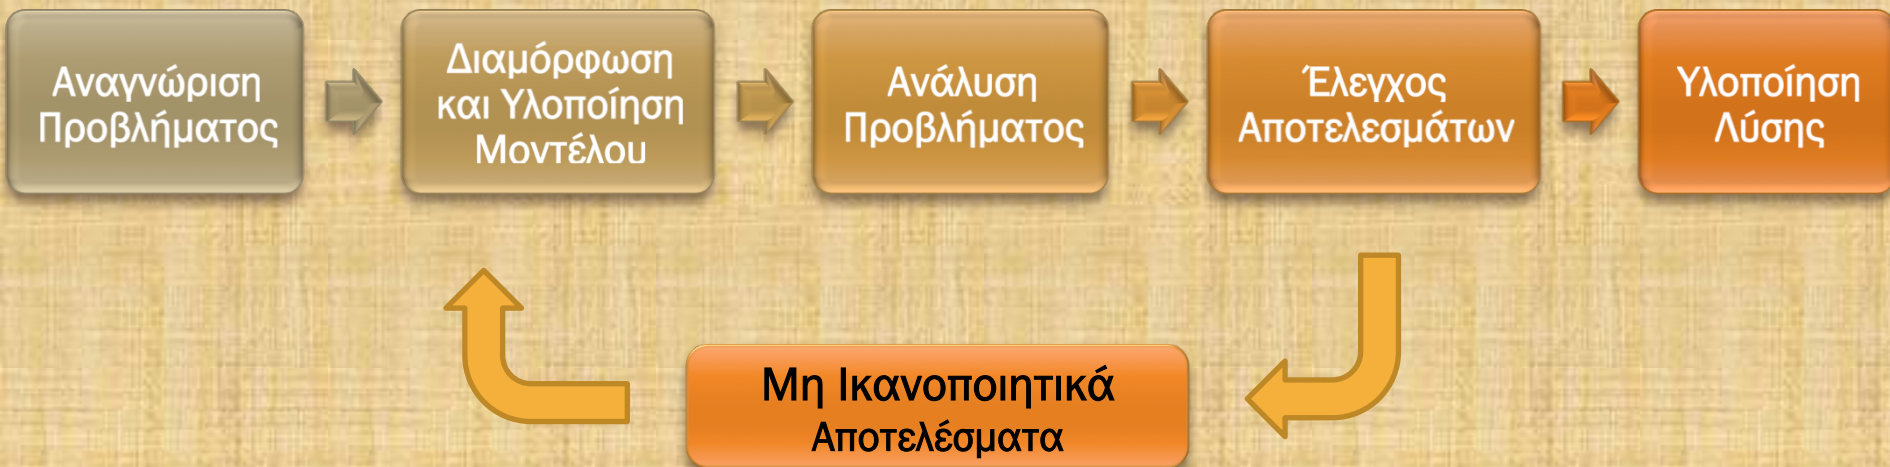 Αναγνώριση
Προβλήματος
Διαμόρφωση
και Υλοποίηση
Μοντέλου
Ανάλυση
Προβλήματος
Έλεγχος
Αποτελεσμάτων
Υλοποίηση
Λύσης
Μη Ικανοποιητικά
Αποτελέσματα